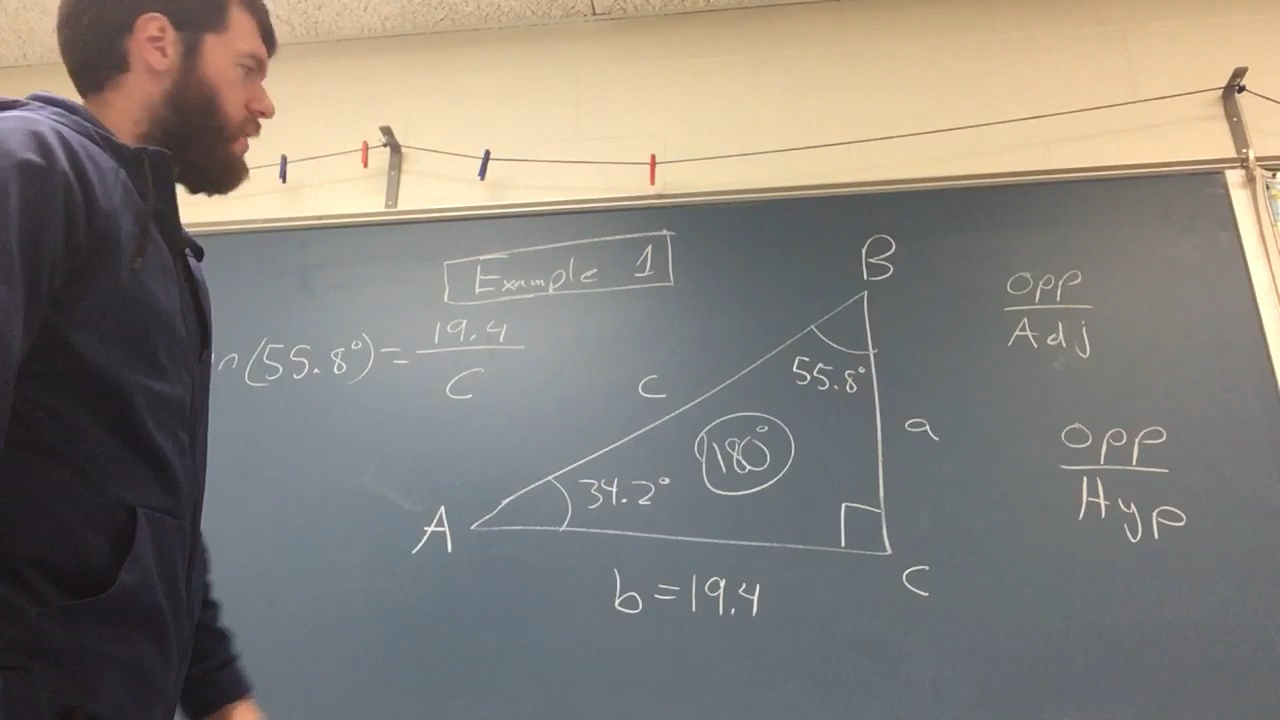 Example 1
n(55.8°) = 19.4
C
B
55.8°
c
180°
a
34.2°
A
b = 19.4
C
Opp
Adj
Opp
Hyp